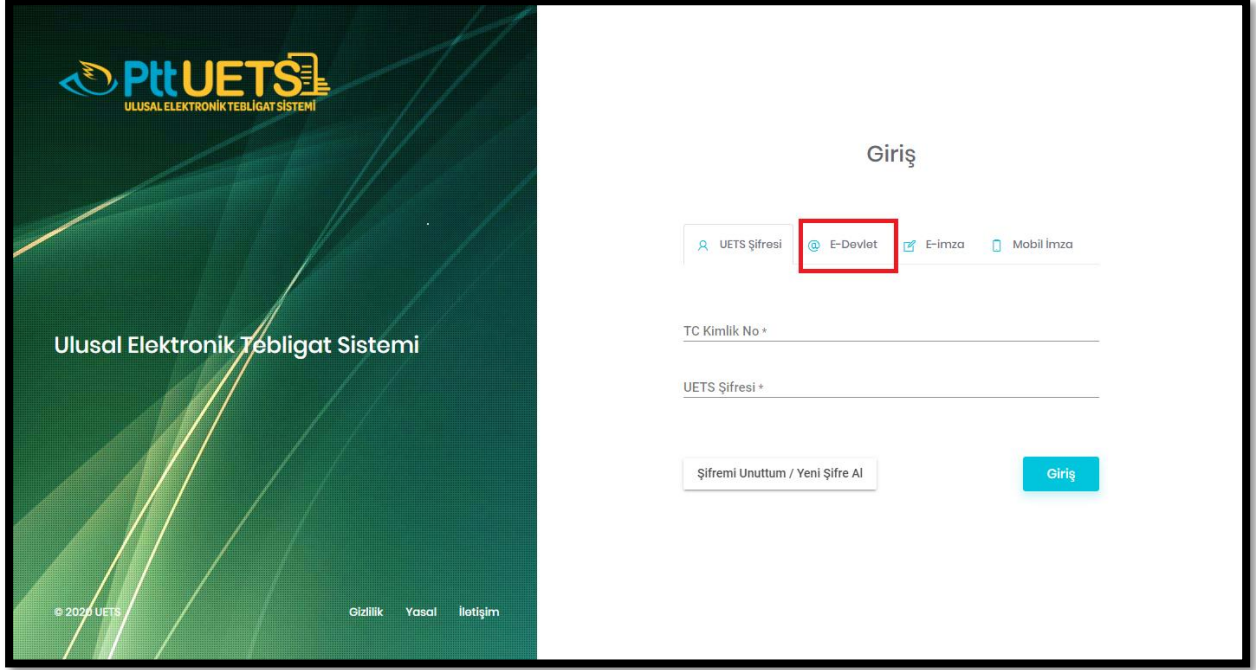 PttUETS
ULUSAL ELEKTRONİK TEBLİGAT SİSTEMİ
Ulusal Elektronik Tebligat Sistemi
© 2020 UETS
Gizlilik Yasal İletişim
Giriş
UETS Şifresi @ E-Devlet E-imza Mobil İmza
TC Kimlik No *
UETS Şifresi *
Şifremi Unuttum / Yeni Şifre Al
Giriş